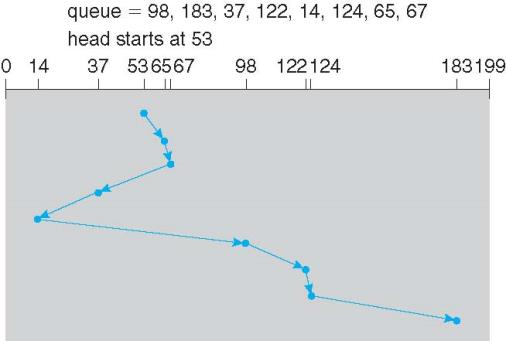 queue = 98, 183, 37, 122, 14, 124, 65, 67
head starts at 53
0 14 37 53 65 67 98 122 124 183 199